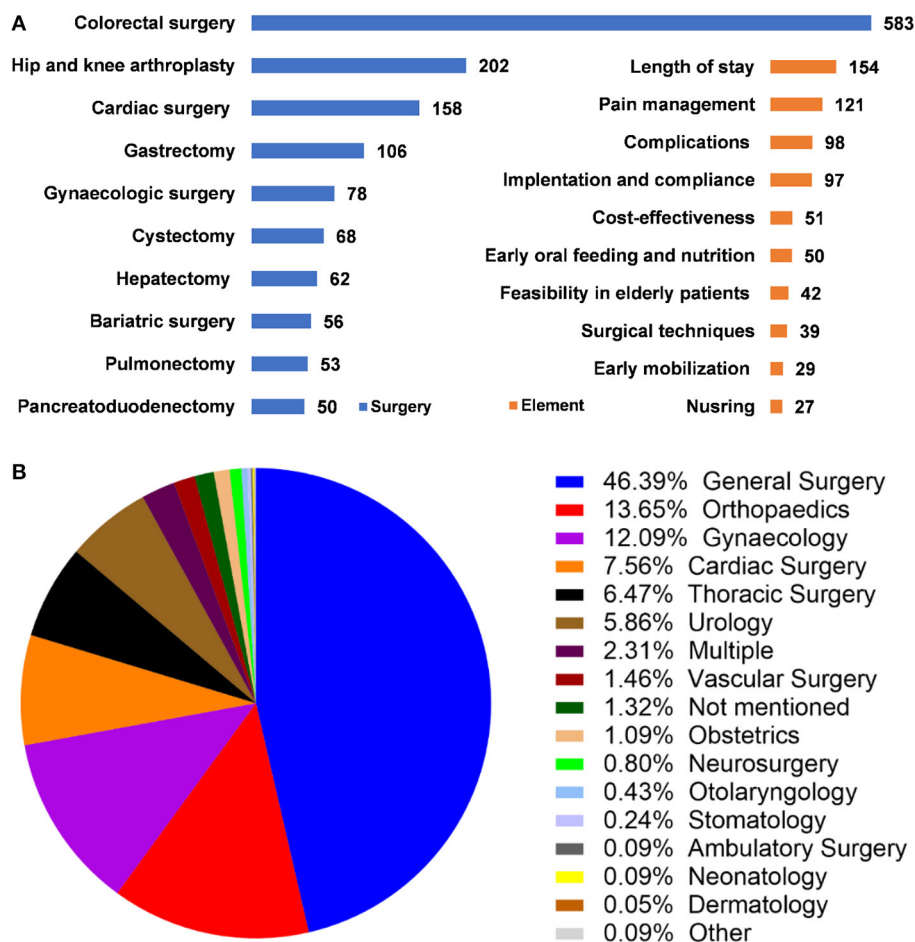 A
Colorectal surgery 583
Hip and knee arthroplasty 202
Cardiac surgery 158
Gastrectomy 106
Gynaecologic surgery 78
Cystectomy 68
Hepatectomy 62
Bariatric surgery 56
Pulmonectomy 53
Pancreatoduodenectomy 50
Surgery
Length of stay 154
Pain management 121
Complications 98
Implentation and compliance 97
Cost-effectiveness 51
Early oral feeding and nutrition 50
Feasibility in elderly patients 42
Surgical techniques 39
Early mobilization 29
Nusring 27
Element
B
46.39% General Surgery
13.65% Orthopaedics
12.09% Gynaecology
7.56% Cardiac Surgery
6.47% Thoracic Surgery
5.86% Urology
2.31% Multiple
1.46% Vascular Surgery
1.32% Not mentioned
1.09% Obstetrics
0.80% Neurosurgery
0.43% Otolaryngology
0.24% Stomatology
0.09% Ambulatory Surgery
0.09% Neonatology
0.05% Dermatology
0.09% Other